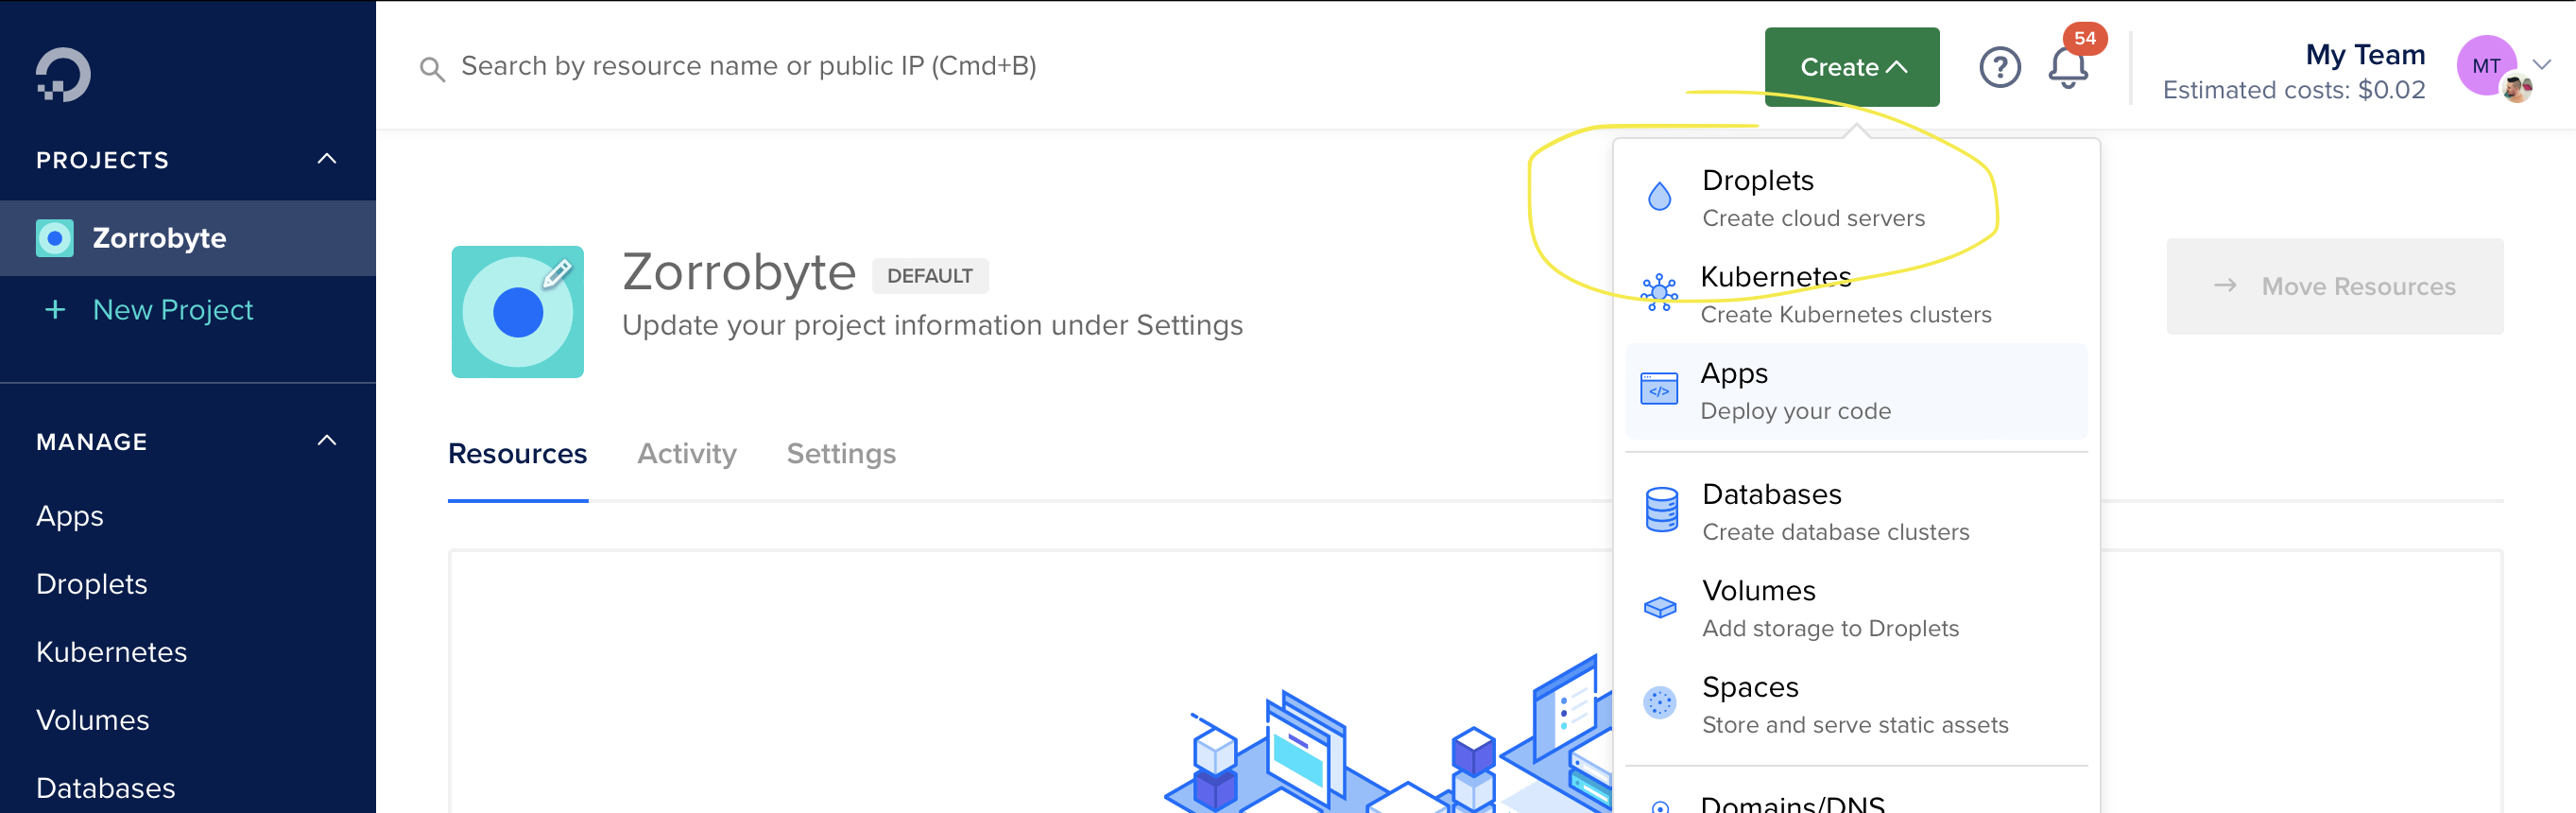 Search by resource name or public IP (Cmd+B)
Create
?
54
My Team
Estimated costs: $0.02
MT
PROJECTS
Zorrobyte
+ New Project
MANAGE
Apps
Droplets
Kubernetes
Volumes
Databases
Zorrobyte DEFAULT
Update your project information under Settings
Move Resources
Resources Activity Settings
Droplets
Create cloud servers
Kubernetes
Create Kubernetes clusters
</>
Apps
Deploy your code
Databases
Create database clusters
Volumes
Add storage to Droplets
Spaces
Store and serve static assets
Domains/DNS